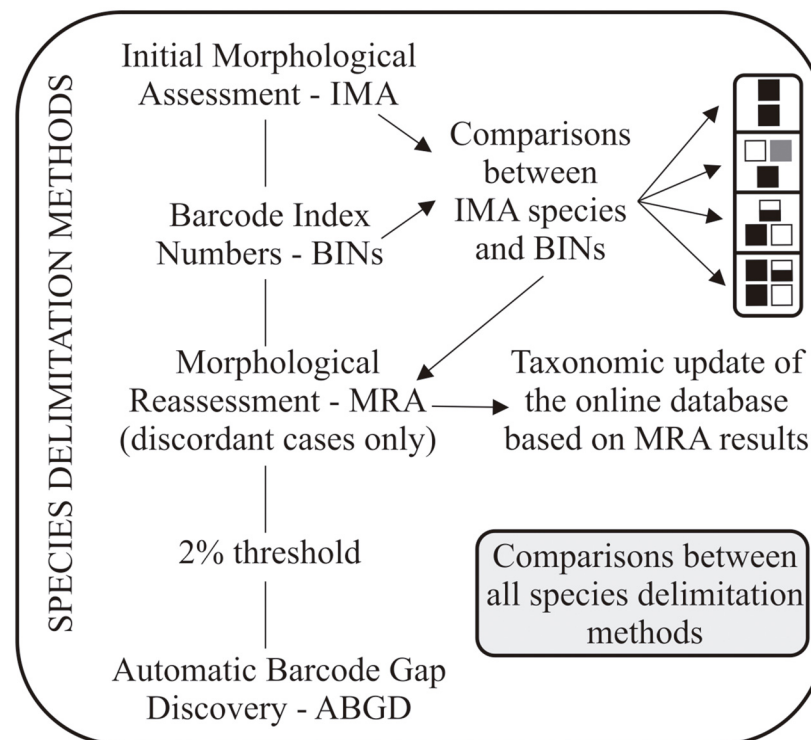 SPECIES DELIMITATION METHODS
Initial Morphological
Assessment - IMA
Barcode Index
Numbers - BINs
Comparisons
between
IMA species
and BINs
Morphological
Reassessment - MRA
(discordant cases only)
Taxonomic update of
the online database
based on MRA results
2% threshold
Comparisons between
all species delimitation
methods
Automatic Barcode Gap
Discovery - ABGD